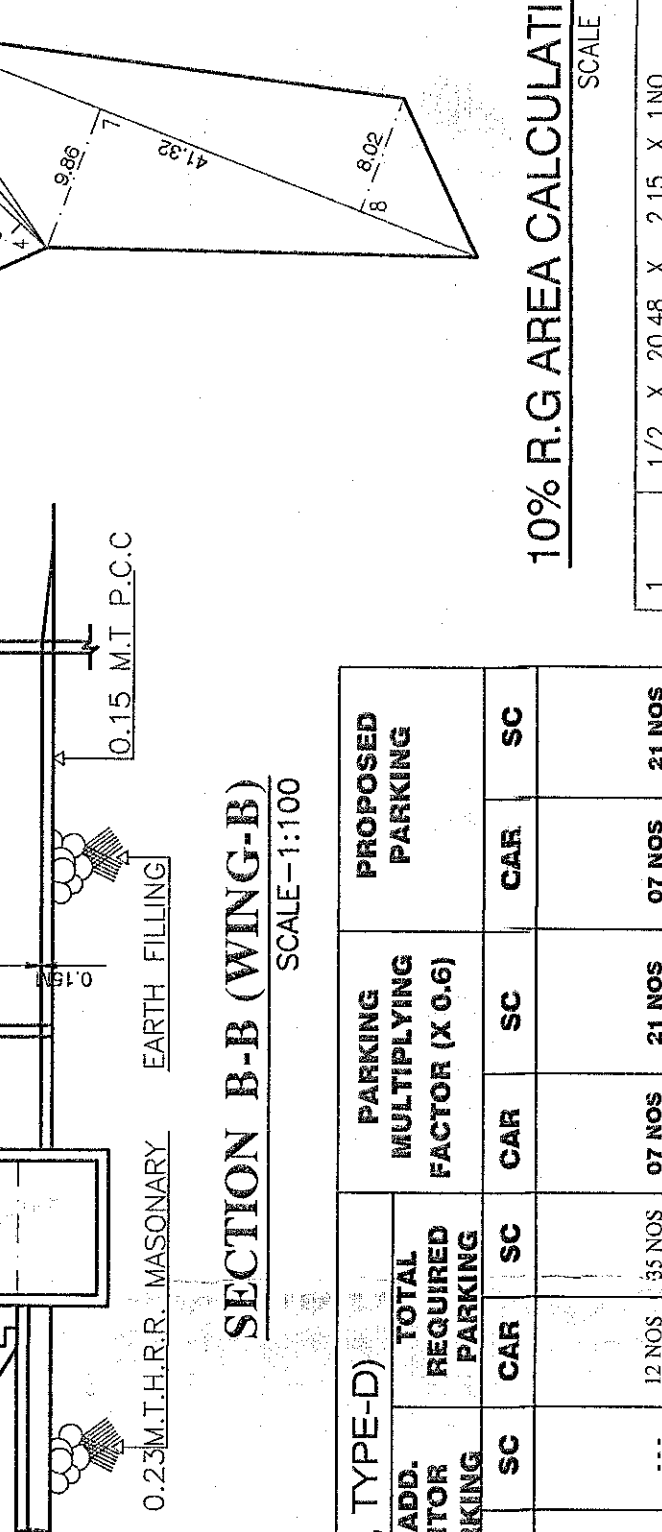 0.23M.T.H.R.R. MASONARY
EARTH FILLING
0.15 M.T P.C.C
0.15M
SECTION B-B (WING-B)
SCALE-1:100
4
9.86
7
41.32
8.02
8
10% R.G AREA CALCULATI
SCALE
1 1/2 X 20.48 X 2.15 X 1NO
TYPE-D)
ADD.
ITOR
KING
TOTAL
REQUIRED
PARKING
PARKING
MULTIPLYING
FACTOR (X 0.6)
PROPOSED
PARKING
SC CAR SC CAR SC CAR SC
--- 12 NOS 35 NOS 07 NOS 21 NOS 07 NOS 21 NOS